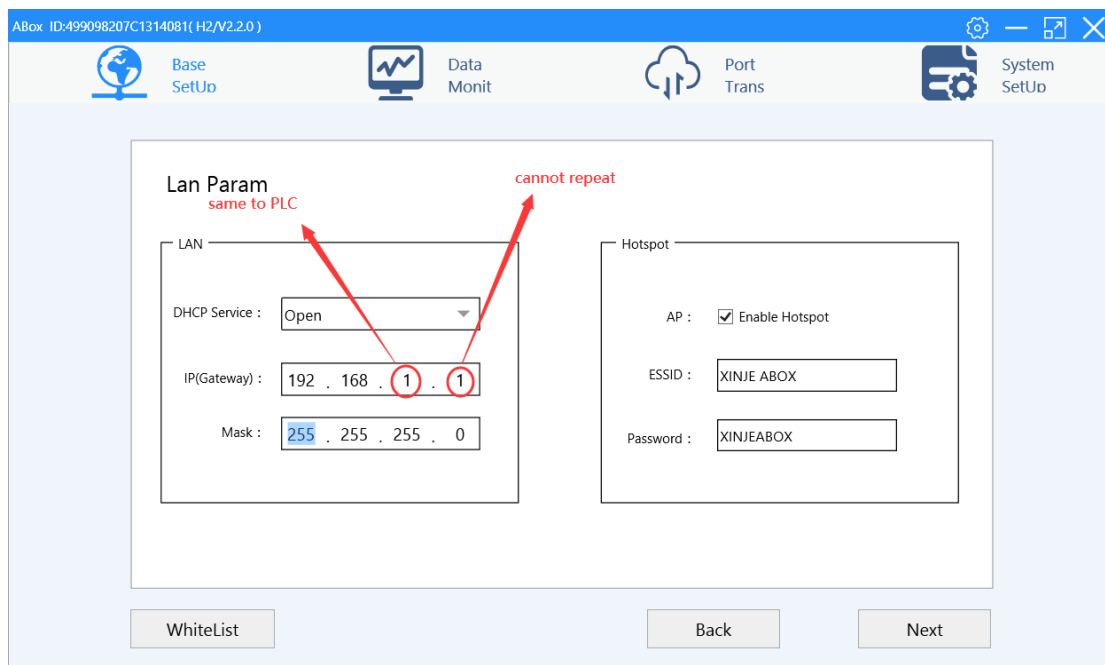 ABox ID:499098207C1314081( H2/V2.2.0 )
Base
SetUp
Data
Monit
Port
Trans
System
SetUp
Lan Param
same to PLC
cannot repeat
LAN
DHCP Service : Open
IP(Gateway) : 192 . 168 . 1 . 1
Mask : 255 . 255 . 255 . 0
Hotspot
AP : Enable Hotspot
ESSID : XINJE ABOX
Password : XINJEABOX
WhiteList
Back
Next